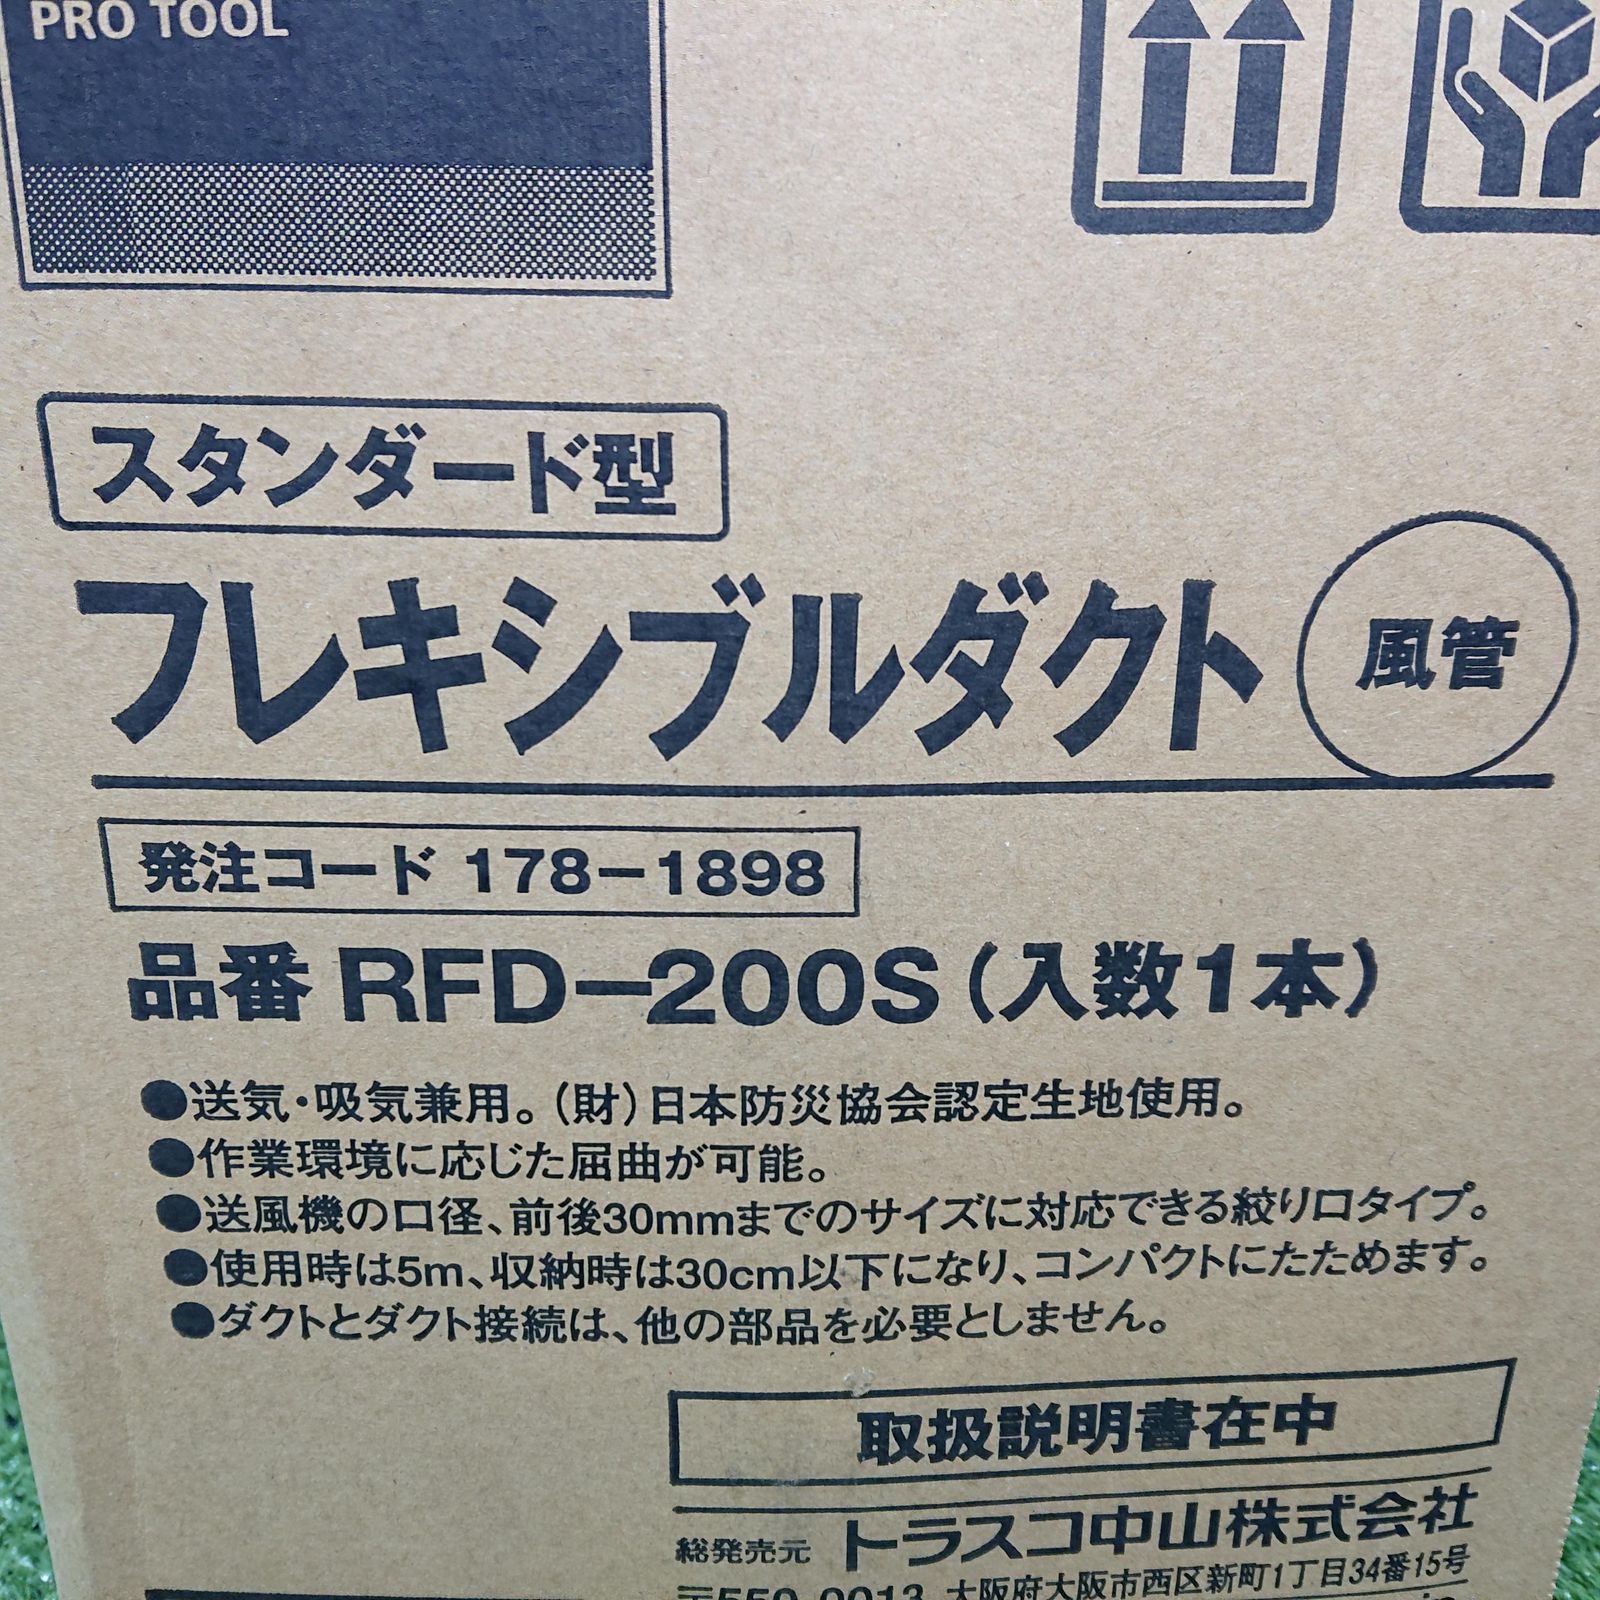 PRO TOOL
スタンダード型
フレキシブルダクト 風管
発注コード 178-1898
品番 RFD-200S(入数1本)
●送気・吸気兼用。(財)日本防災協会認定生地使用。
●作業環境に応じた屈曲が可能。
●送風機の口径、前後30mmまでのサイズに対応できる絞り口タイプ。
●使用時は5m、収納時は30cm以下になり、コンパクトにたためます。
●ダクトとダクト接続は、他の部品を必要としません。
取扱説明書在中
総発売元 トラスコ中山株式会社
〒550-0013 大阪府大阪市西区新町1丁目34番15号